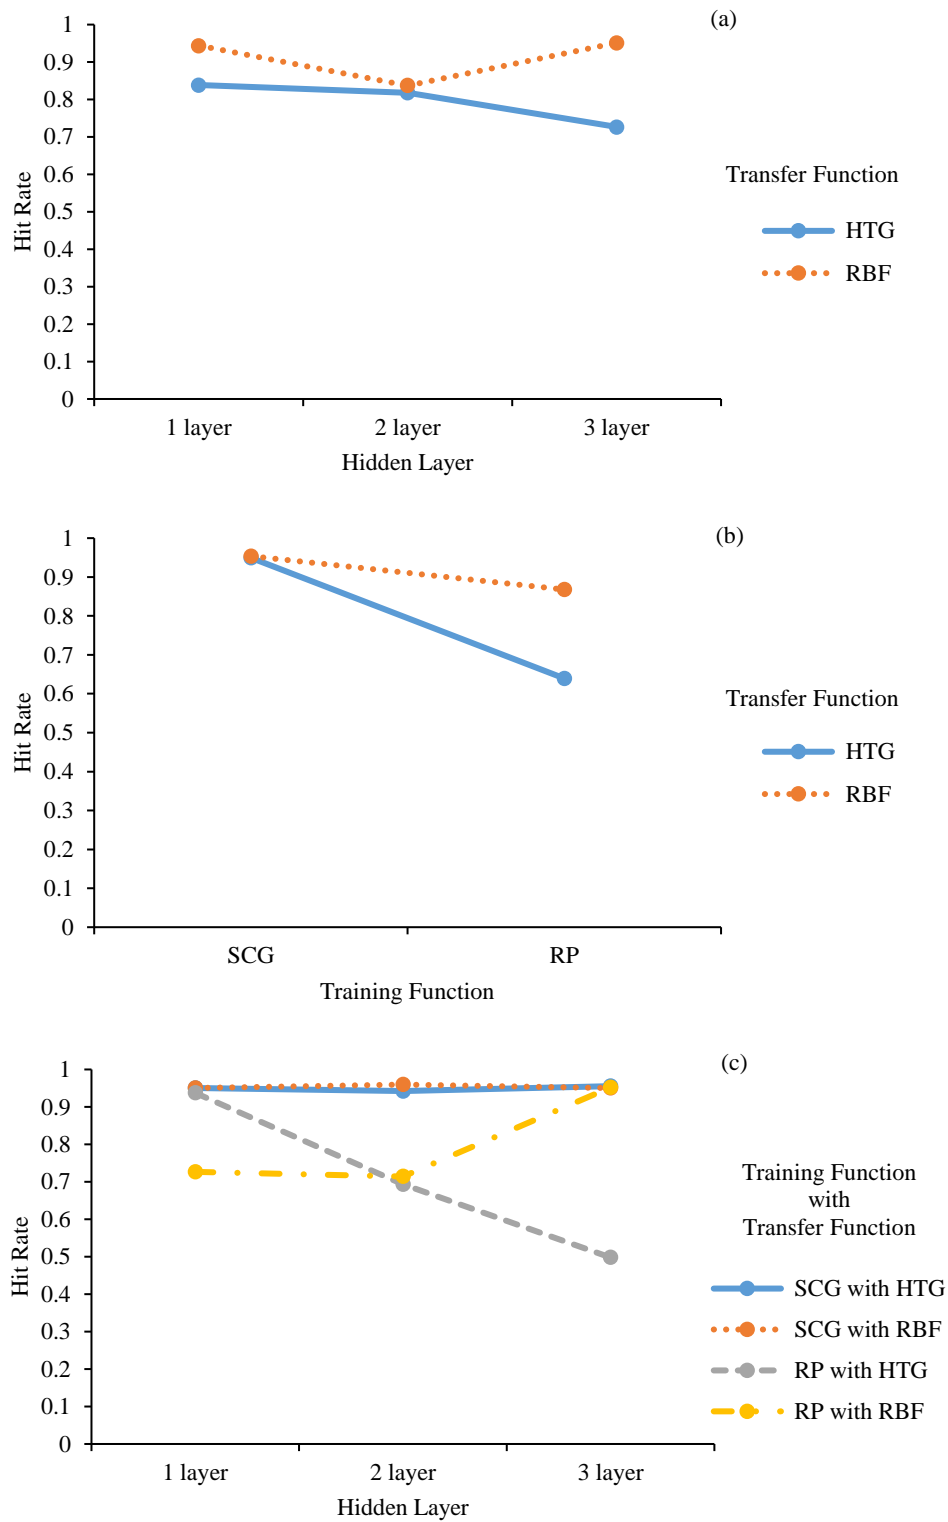 (a)
1
0.9
0.8
0.7
0.6
0.5
0.4
0.3
0.2
0.1
0
Hit Rate
1 layer 2 layer 3 layer
Hidden Layer
Transfer Function
HTG
RBF
(b)
1
0.9
0.8
0.7
0.6
0.5
0.4
0.3
0.2
0.1
0
Hit Rate
SCG RP
Training Function
Transfer Function
HTG
RBF
(c)
1
0.9
0.8
0.7
0.6
0.5
0.4
0.3
0.2
0.1
0
Hit Rate
1 layer 2 layer 3 layer
Hidden Layer
Training Function
with
Transfer Function
SCG with HTG
SCG with RBF
RP with HTG
RP with RBF